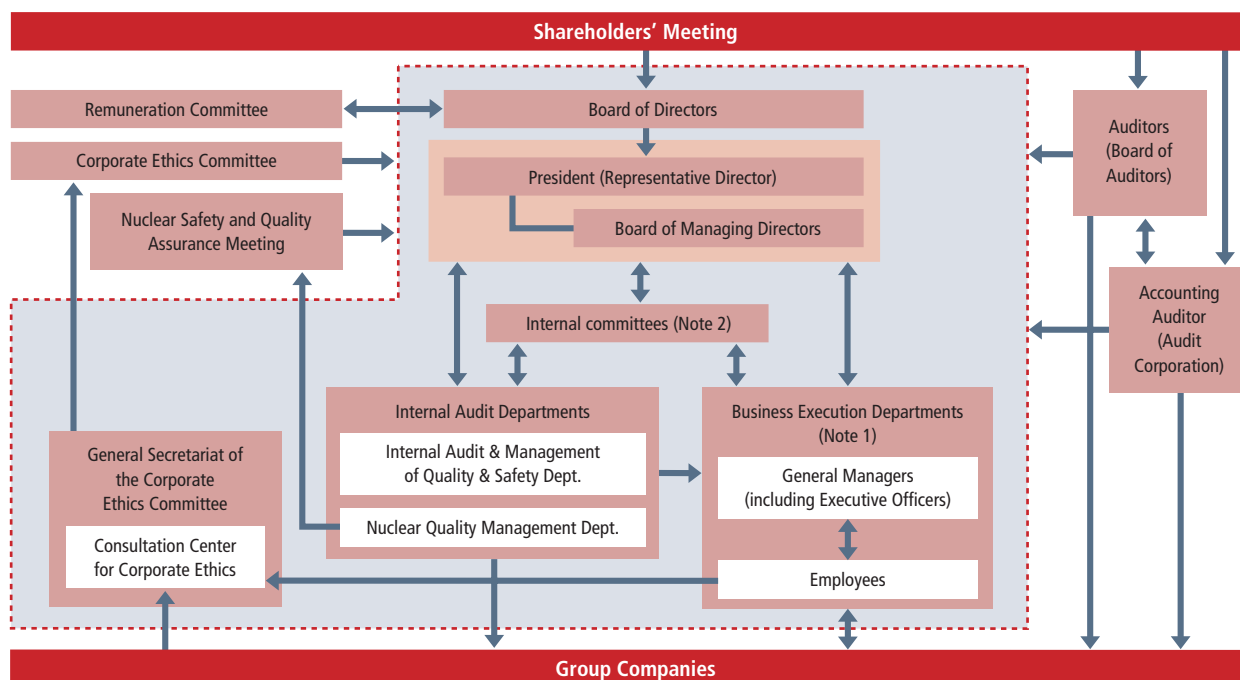 Shareholders’ Meeting
Remuneration Committee
Board of Directors
Auditors
(Board of
Auditors)
Corporate Ethics Committee
President (Representative Director)
Nuclear Safety and Quality
Assurance Meeting
Board of Managing Directors
Accounting
Auditor
(Audit
Corporation)
Internal committees (Note 2)
Internal Audit Departments
Internal Audit & Management
of Quality & Safety Dept.
Nuclear Quality Management Dept.
Business Execution Departments
(Note 1)
General Managers
(including Executive Officers)
Employees
General Secretariat of
the Corporate
Ethics Committee
Consultation Center
for Corporate Ethics
Group Companies